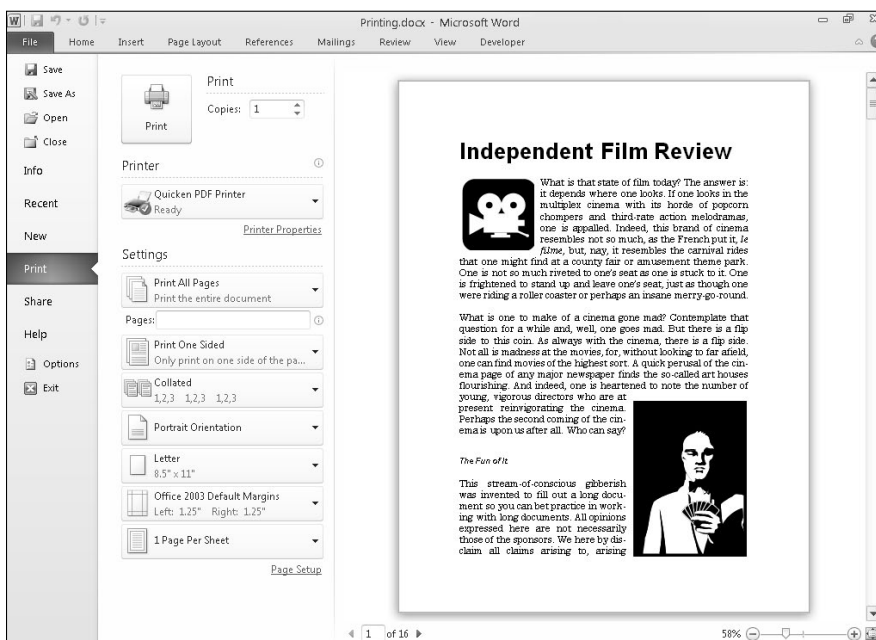 Printing.docx - Microsoft Word
File Home Insert Page Layout References Mailings Review View Developer
Save
Save As
Open
Close
Info
Recent
New
Print
Share
Help
Options
Exit
Print
Print
Copies: 1
Printer
Quicken PDF Printer
Ready
Printer Properties
Settings
Print All Pages
Print the entire document
Pages:
Print One Sided
Only print on one side of the pa...
Collated
1,2,3 1,2,3 1,2,3
Portrait Orientation
Letter
8.5" x 11"
Office 2003 Default Margins
Left: 1.25" Right: 1.25"
1 Page Per Sheet
Page Setup
Independent Film Review
What is that state of film today? The answer is:
it depends where one looks. If one looks in the
multiplex cinema with its horde of popcorn
chompers and third-rate action melodramas,
one is appalled. Indeed, this brand of cinema
resembles not so much, as the French put it, le
filme, but, nay, it resembles the carnival rides
that one might find at a county fair or amusement theme park.
One is not so much riveted to one's seat as one is stuck to it. One
is frightened to stand up and leave one's seat, just as though one
were riding a roller coaster or perhaps an insane merry-go-round.
What is one to make of a cinema gone mad? Contemplate that
question for a while and, well, one goes mad. But there is a flip
side to this coin. As always with the cinema, there is a flip side.
Not all is madness at the movies, for, without looking to far afield,
one can find movies of the highest sort. A quick perusal of the cin-
ema page of any major newspaper finds the so-called art houses
flourishing. And indeed, one is heartened to note the number of
young, vigorous directors who are at
present reinvigorating the cinema.
Perhaps the second coming of the cin-
ema is upon us after all. Who can say?
The Fun of It
This stream-of-conscious gibberish
was invented to fill out a long docu-
ment so you can bet practice in work-
ing with long documents. All opinions
expressed here are not necessarily
those of the sponsors. We here by dis-
claim all claims arising to, arising
1 of 16
58%